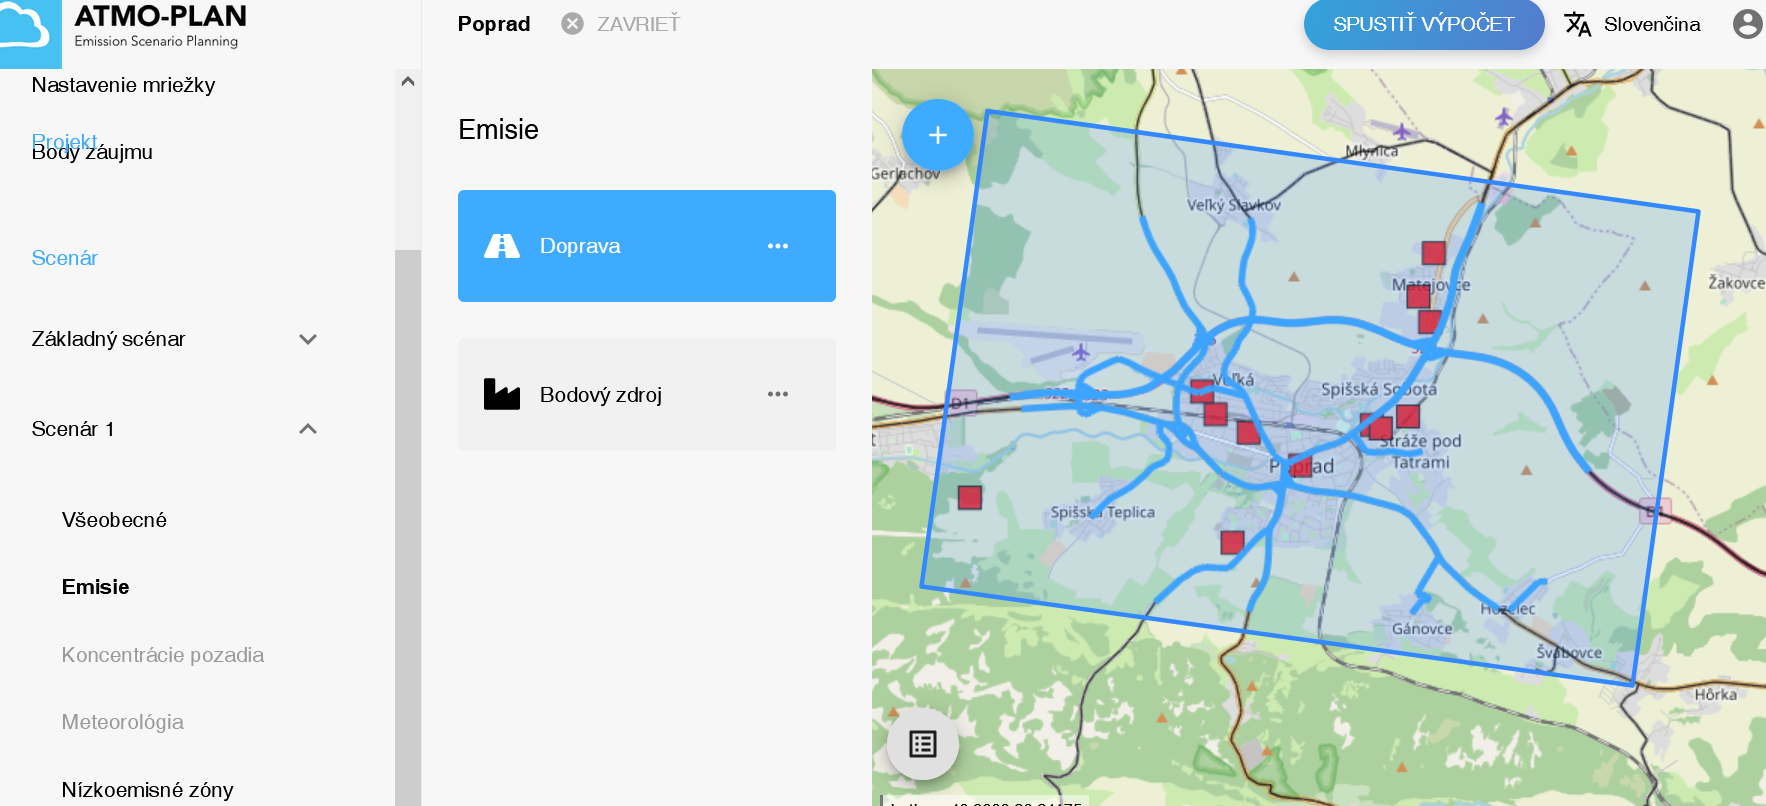 ATMO-PLAN
Emission Scenario Planning
Poprad
ZAVRIEŤ
SPUSTIŤ VÝPOČET
Slovenčina
Nastavenie mriežky
Projekt
Body záujmu
Scenár
Základný scénar
Scenár 1
Všeobecné
Emisie
Koncentrácie pozadia
Meteorológia
Nízkoemisné zóny
Emisie
Doprava
Bodový zdroj
Mlynica
Gerlachov
Veľký Slavkov
Žakovce
Matejovce
Veľká
Spišská Sobota
D1
Stráže pod
Tatrami
Poprad
Spišská Teplica
D1
Huzelec
Gánovce
Švábovce
Hôrka